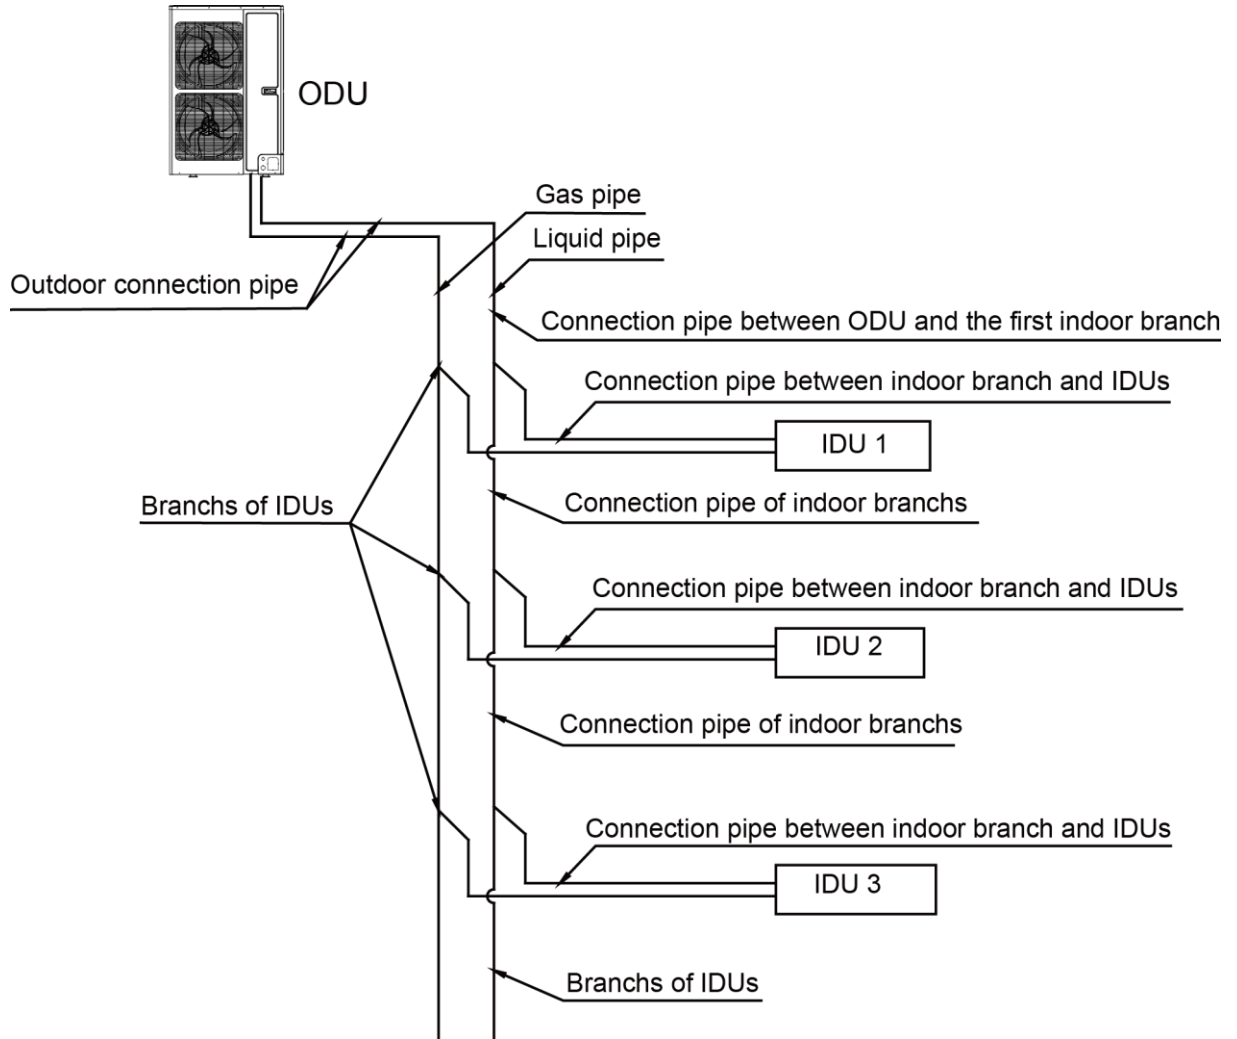 ODU
Gas pipe
Liquid pipe
Outdoor connection pipe
Connection pipe between ODU and the first indoor branch
Connection pipe between indoor branch and IDUs
IDU 1
Branchs of IDUs
Connection pipe of indoor branchs
Connection pipe between indoor branch and IDUs
IDU 2
Connection pipe of indoor branchs
Connection pipe between indoor branch and IDUs
IDU 3
Branchs of IDUs